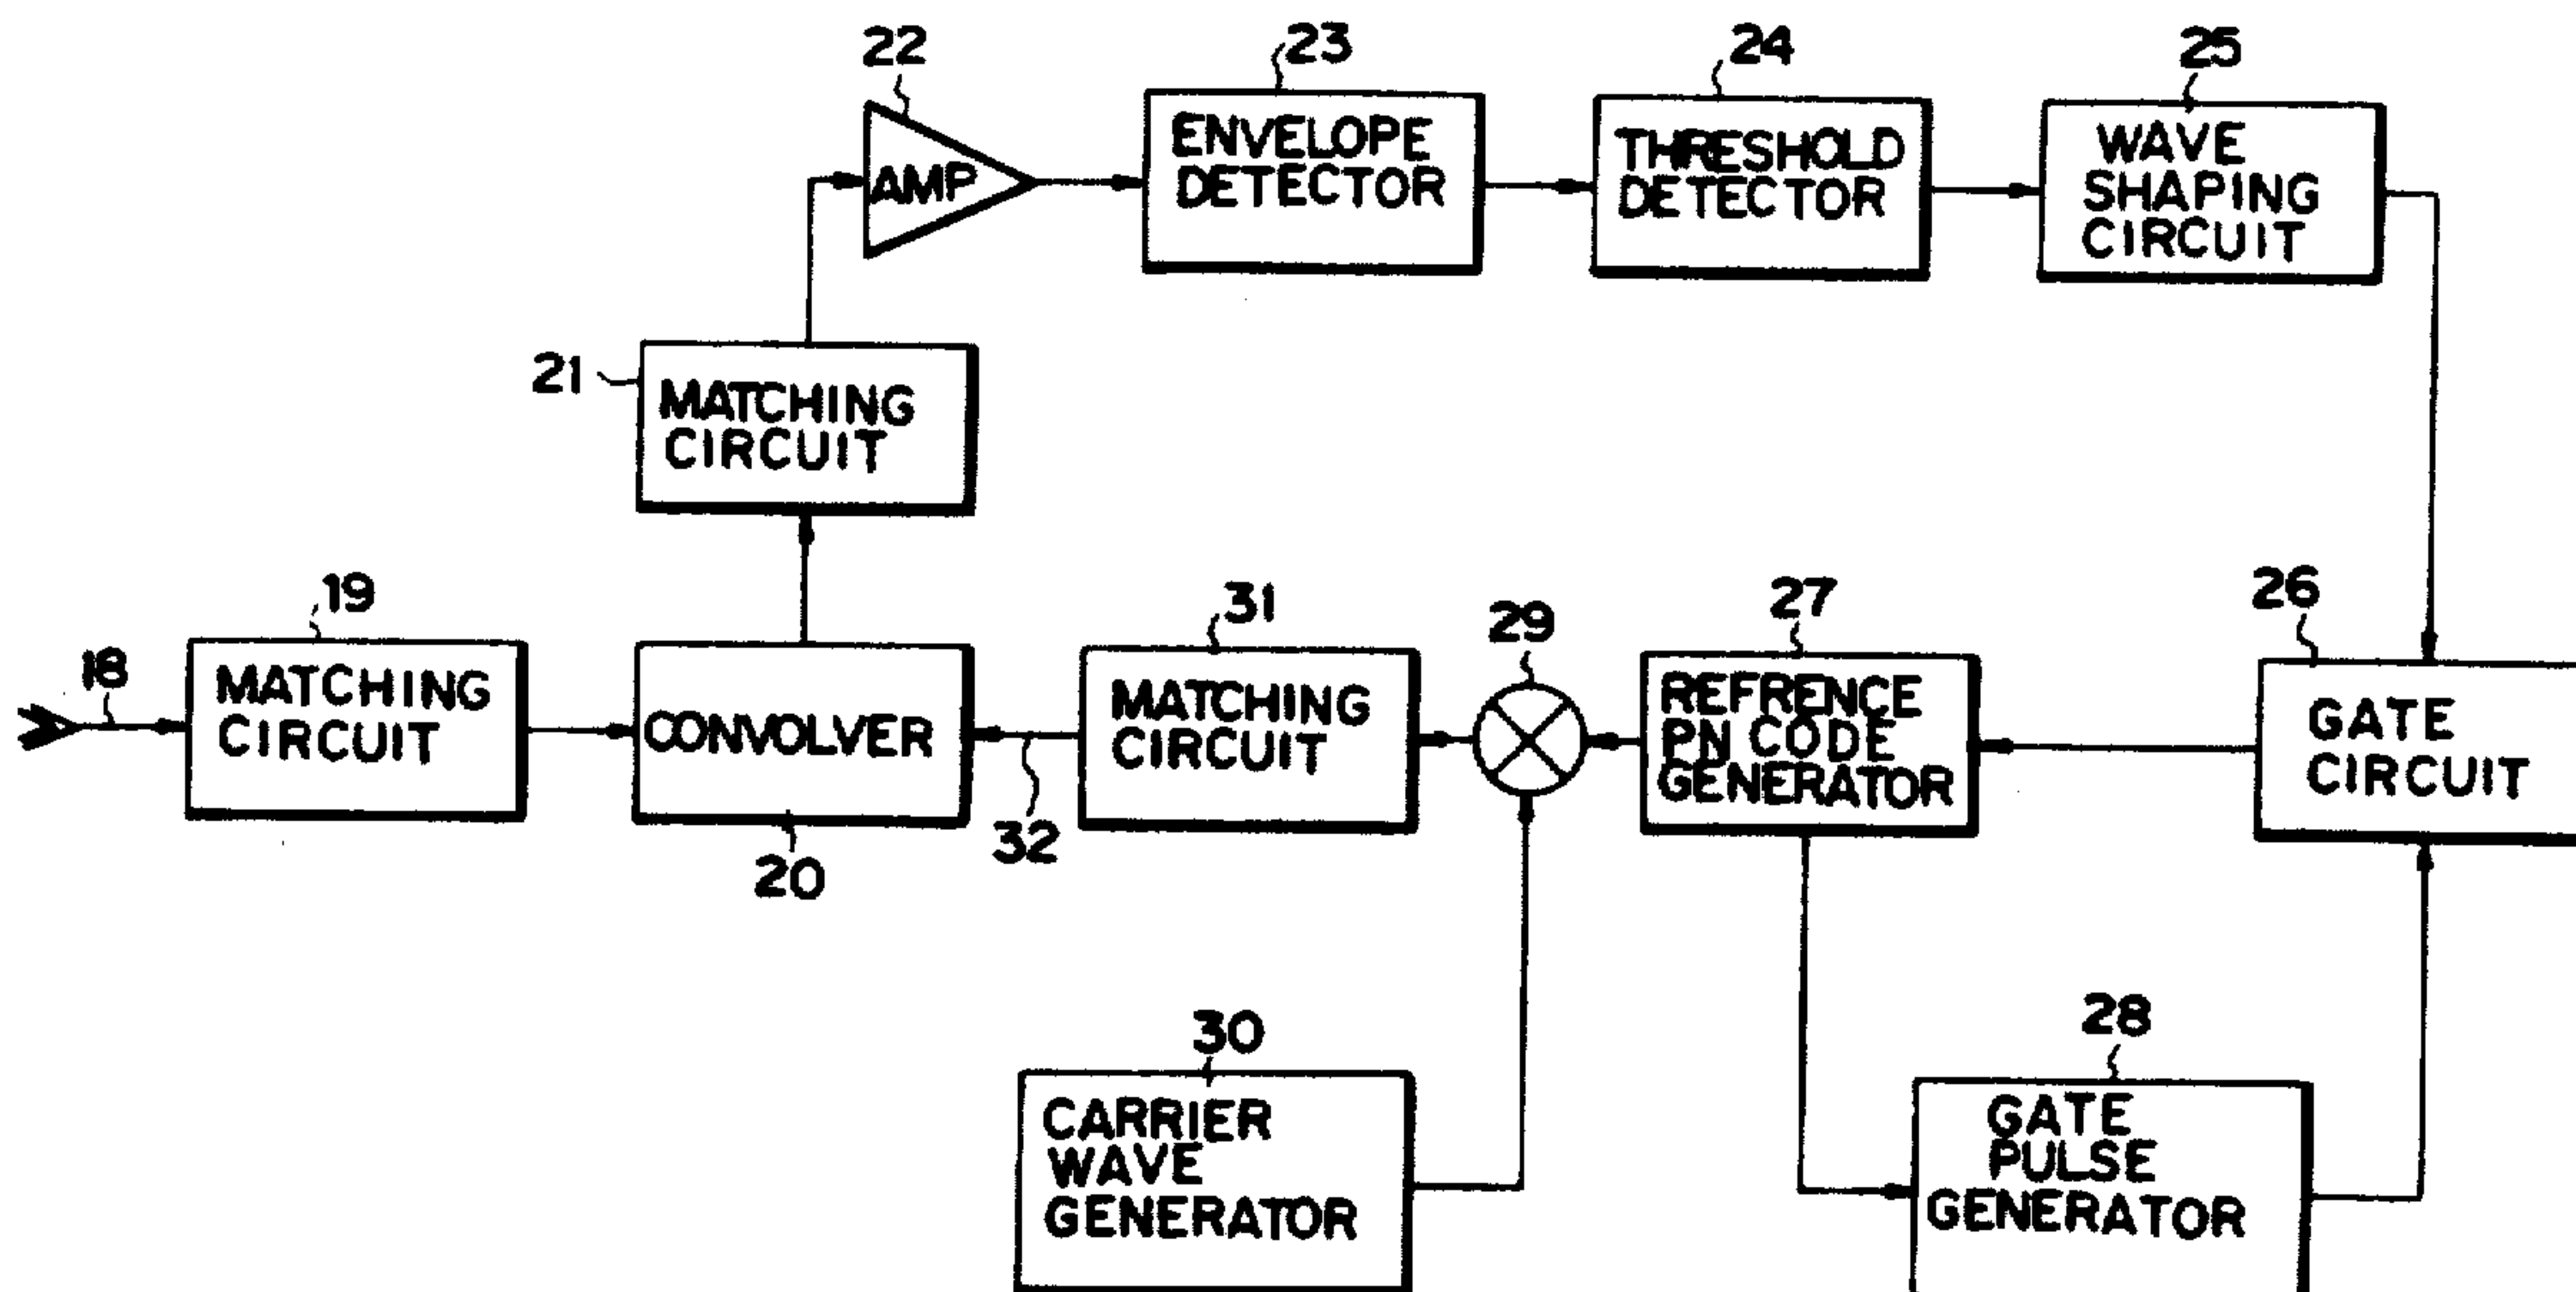 22
AMP
23
ENVELOPE
DETECTOR
24
THRESHOLD
DETECTOR
25
WAVE
SHAPING
CIRCUIT
21
MATCHING
CIRCUIT
18
19
MATCHING
CIRCUIT
CONVOLVER
20
32
31
MATCHING
CIRCUIT
29
27
REFRENCE
PN CODE
GENERATOR
26
GATE
CIRCUIT
30
CARRIER
WAVE
GENERATOR
28
GATE
PULSE
GENERATOR